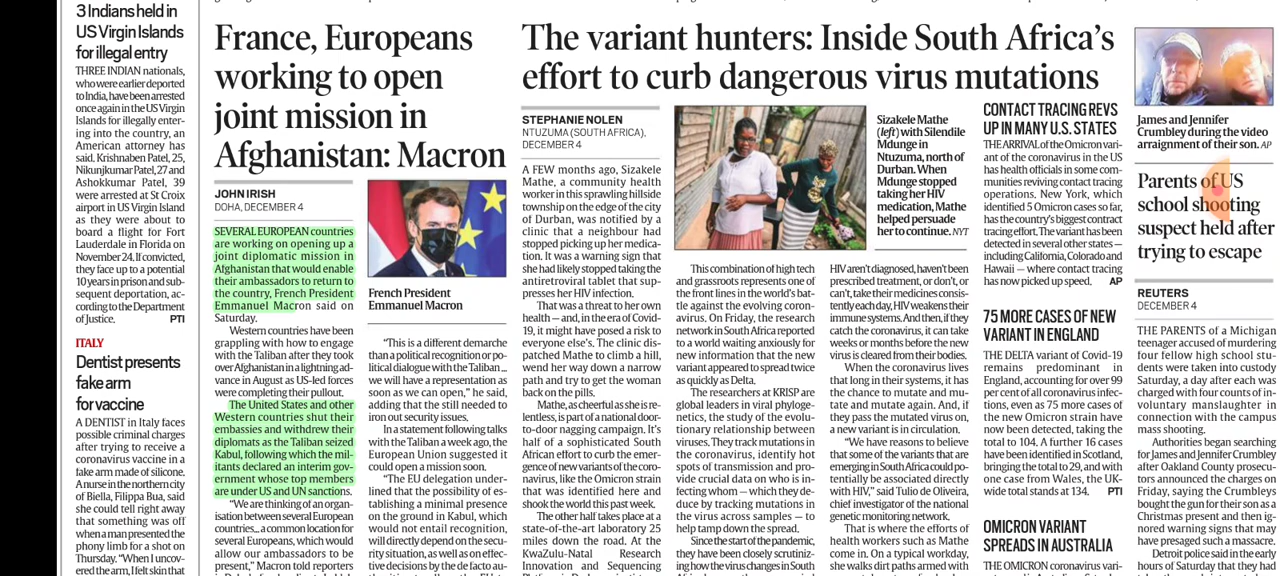 3 Indians held in
US Virgin Islands
for illegal entry
THREE INDIAN nationals,
who were earlier deported
to India, have been arrested
once again in the US Virgin
Islands for illegally enter-
ing into the country, an
American attorney has
said. Krishnaben Patel, 25,
Nikunjkumar Patel, 27 and
Ashokkumar Patel, 39
were arrested at St Croix
airport in US Virgin Island
as they were about to
board a flight for Fort
Lauderdale in Florida on
November 24. If convicted,
they face up to a potential
10 years in prison and sub-
sequent deportation, ac-
cording to the Department
of Justice. PTI
ITALY
Dentist presents
fake arm
for vaccine
A DENTIST in Italy faces
possible criminal charges
after trying to receive a
coronavirus vaccine in a
fake arm made of silicone.
A nurse in the northern city
of Biella, Filippa Bua, said
she could tell right away
that something was off
when a man presented the
phony limb for a shot on
Thursday. "When I uncov-
ered the arm, I felt skin that
France, Europeans
working to open
joint mission in
Afghanistan: Macron
JOHN IRISH
DOHA, DECEMBER 4
SEVERAL EUROPEAN countries
are working on opening up a
joint diplomatic mission in
Afghanistan that would enable
their ambassadors to return to
the country, French President
Emmanuel Macron said on
Saturday.
Western countries have been
grappling with how to engage
with the Taliban after they took
over Afghanistan in a lightning ad-
vance in August as US-led forces
were completing their pullout.
The United States and other
Western countries shut their
embassies and withdrew their
diplomats as the Taliban seized
Kabul, following which the mil-
itants declared an interim gov-
ernment whose top members
are under US and UN sanctions.
"We are thinking of an organ-
isation between several European
countries... a common location for
several Europeans, which would
allow our ambassadors to be
present," Macron told reporters
French President
Emmanuel Macron
"This is a different demarche
than a political recognition or po-
litical dialogue with the Taliban ...
we will have a representation as
soon as we can open," he said,
adding that the still needed to
iron out security issues.
In a statement following talks
with the Taliban a week ago, the
European Union suggested it
could open a mission soon.
"The EU delegation under-
lined that the possibility of es-
tablishing a minimal presence
on the ground in Kabul, which
would not entail recognition,
will directly depend on the secu-
rity situation, as well as on effec-
tive decisions by the de facto au-
The variant hunters: Inside South Africa's
effort to curb dangerous virus mutations
STEPHANIE NOLEN
NTUZUMA (SOUTH AFRICA),
DECEMBER 4
A FEW months ago, Sizakele
Mathe, a community health
worker in this sprawling hillside
township on the edge of the city
of Durban, was notified by a
clinic that a neighbour had
stopped picking up her medica-
tion. It was a warning sign that
she had likely stopped taking the
antiretroviral tablet that sup-
presses her HIV infection.
That was a threat to her own
health — and, in the era of Covid-
19, it might have posed a risk to
everyone else's. The clinic dis-
patched Mathe to climb a hill,
wend her way down a narrow
path and try to get the woman
back on the pills.
Mathe, as cheerful as she is re-
lentless, is part of a national door-
to-door nagging campaign. It's
half of a sophisticated South
African effort to curb the emer-
gence of new variants of the coro-
navirus, like the Omicron strain
that was identified here and
shook the world this past week.
The other half takes place at a
state-of-the-art laboratory 25
miles down the road. At the
KwaZulu-Natal Research
Innovation and Sequencing
Sizakele Mathe
(left) with Silendile
Mdunge in
Ntuzuma, north of
Durban. When
Mdunge stopped
taking her HIV
medication, Mathe
helped persuade
her to continue. NYT
This combination of high tech
and grassroots represents one of
the front lines in the world's bat-
tle against the evolving coron-
avirus. On Friday, the research
network in South Africa reported
to a world waiting anxiously for
new information that the new
variant appeared to spread twice
as quickly as Delta.
The researchers at KRISP are
global leaders in viral phyloge-
netics, the study of the evolu-
tionary relationship between
viruses. They track mutations in
the coronavirus, identify hot
spots of transmission and pro-
vide crucial data on who is in-
fecting whom — which they de-
duce by tracking mutations in
the virus across samples — to
help tamp down the spread.
Since the start of the pandemic,
they have been closely scrutiniz-
ing how the virus changes in South
HIV aren't diagnosed, haven't been
prescribed treatment, or don't, or
can't, take their medicines consis-
tently each day, HIV weakens their
immune systems. And then, if they
catch the coronavirus, it can take
weeks or months before the new
virus is cleared from their bodies.
When the coronavirus lives
that long in their systems, it has
the chance to mutate and mu-
tate and mutate again. And, if
they pass the mutated virus on,
a new variant is in circulation.
"We have reasons to believe
that some of the variants that are
emerging in South Africa could po-
tentially be associated directly
with HIV," said Tulio de Oliveira,
chief investigator of the national
genetic monitoring network.
That is where the efforts of
health workers such as Mathe
come in. On a typical workday,
she walks dirt paths armed with
CONTACT TRACING REVS
UP IN MANY U.S. STATES
THE ARRIVAL of the Omicron vari-
ant of the coronavirus in the US
has health officials in some com-
munities reviving contact tracing
operations. New York, which
identified 5 Omicron cases so far,
has the country's biggest contract
tracing effort. The variant has been
detected in several other states —
including California, Colorado and
Hawaii — where contact tracing
has now picked up speed. AP
75 MORE CASES OF NEW
VARIANT IN ENGLAND
THE DELTA variant of Covid-19
remains predominant in
England, accounting for over 99
per cent of all coronavirus infec-
tions, even as 75 more cases of
the new Omicron strain have
now been detected, taking the
total to 104. A further 16 cases
have been identified in Scotland,
bringing the total to 29, and with
one case from Wales, the UK-
wide total stands at 134. PTI
OMICRON VARIANT
SPREADS IN AUSTRALIA
THE OMICRON coronavirus vari-
James and Jennifer
Crumbley during the video
arraignment of their son. AP
Parents of US
school shooting
suspect held after
trying to escape
REUTERS
DECEMBER 4
THE PARENTS of a Michigan
teenager accused of murdering
four fellow high school stu-
dents were taken into custody
Saturday, a day after each was
charged with four counts of in-
voluntary manslaughter in
connection with the campus
mass shooting.
Authorities began searching
for James and Jennifer Crumbley
after Oakland County prosecu-
tors announced the charges on
Friday, saying the Crumbleys
bought the gun for their son as a
Christmas present and then ig-
nored warning signs that may
have presaged such a massacre.
Detroit police said in the early
hours of Saturday that they had